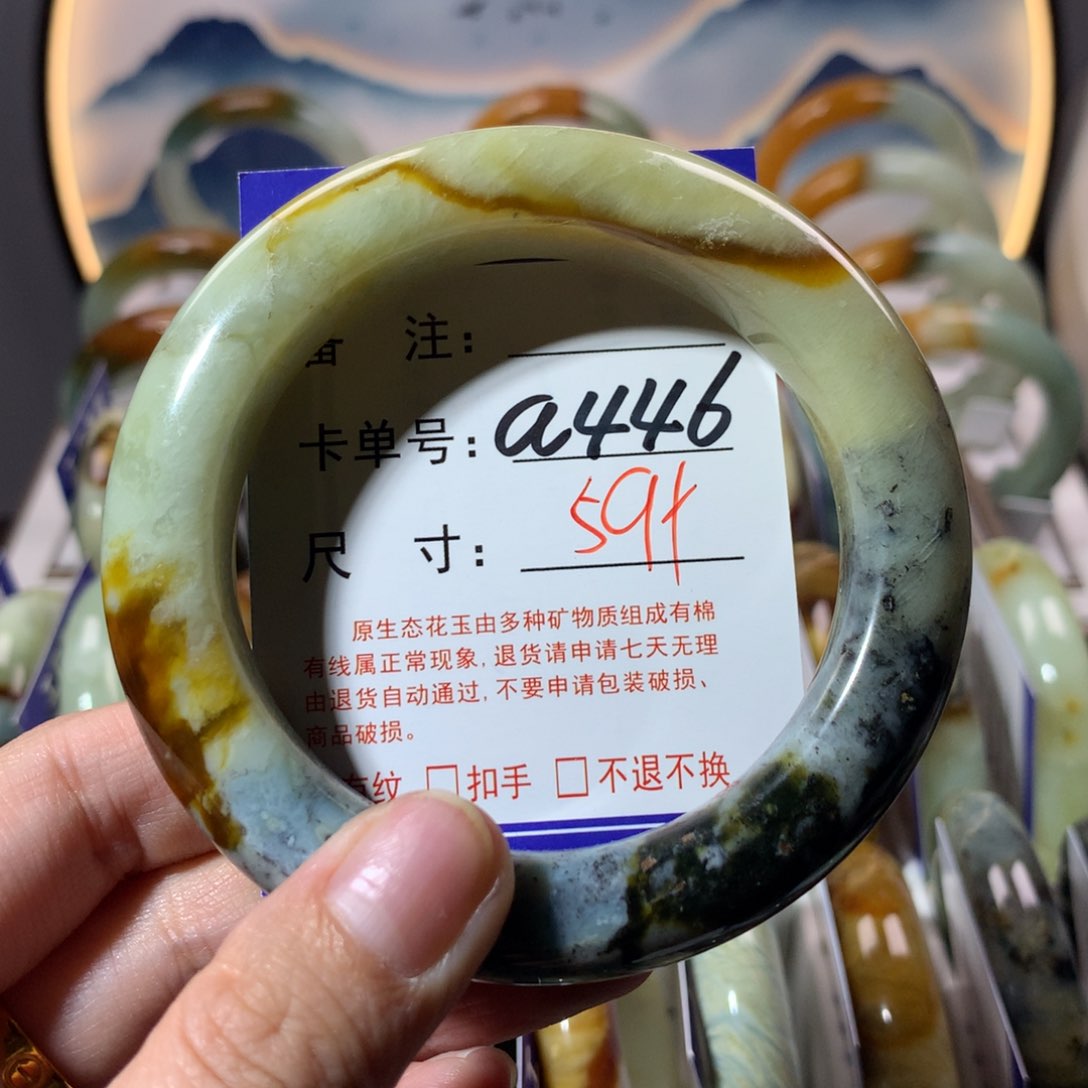 备 注：
卡单号：a446
尺 寸：59+
原生态花玉由多种矿物质组成有棉
有线属正常现象，退货请申请七天无理
由退货自动通过，不要申请包装破损、
商品破损。
有纹 □扣手 □不退不换